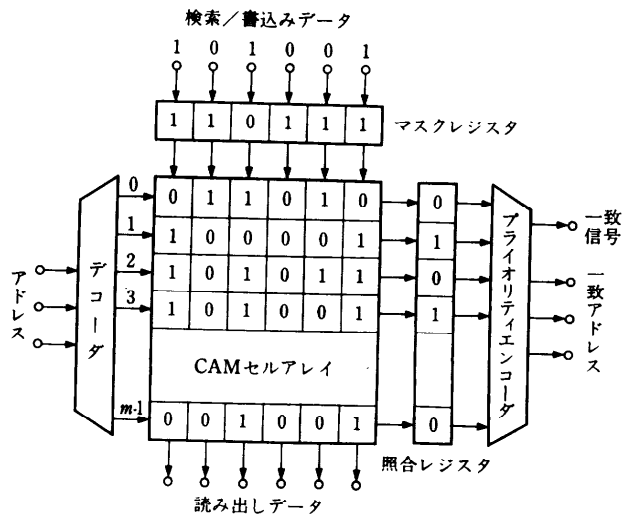 検索／書込みデータ
1 0 1 0 0 1
1 1 0 1 1 1
マスクレジスタ
0
0 1 1 0 1 0
0
1
1 0 0 0 0 1
1
2
1 0 1 0 1 1
0
3
1 0 1 0 0 1
1
CAMセルアレイ
m-1
0 0 1 0 0 1
0
アドレス
デコーダ
プライオリティエンコーダ
一致
信号
一致アドレス
照合レジスタ
読み出しデータ